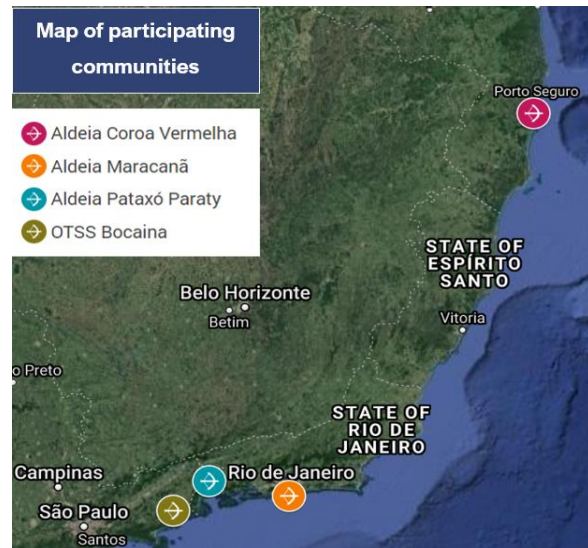 Map of participating
communities
Aldeia Coroa Vermelha
Aldeia Maracanã
Aldeia Pataxó Paraty
OTSS Bocaina
Porto Seguro
STATE OF
ESPÍRITO
SANTO
Belo Horizonte
Betim
Vitoria
o Preto
STATE OF
RIO DE
JANEIRO
Campinas
Rio de Janeiro
São Paulo
Santos